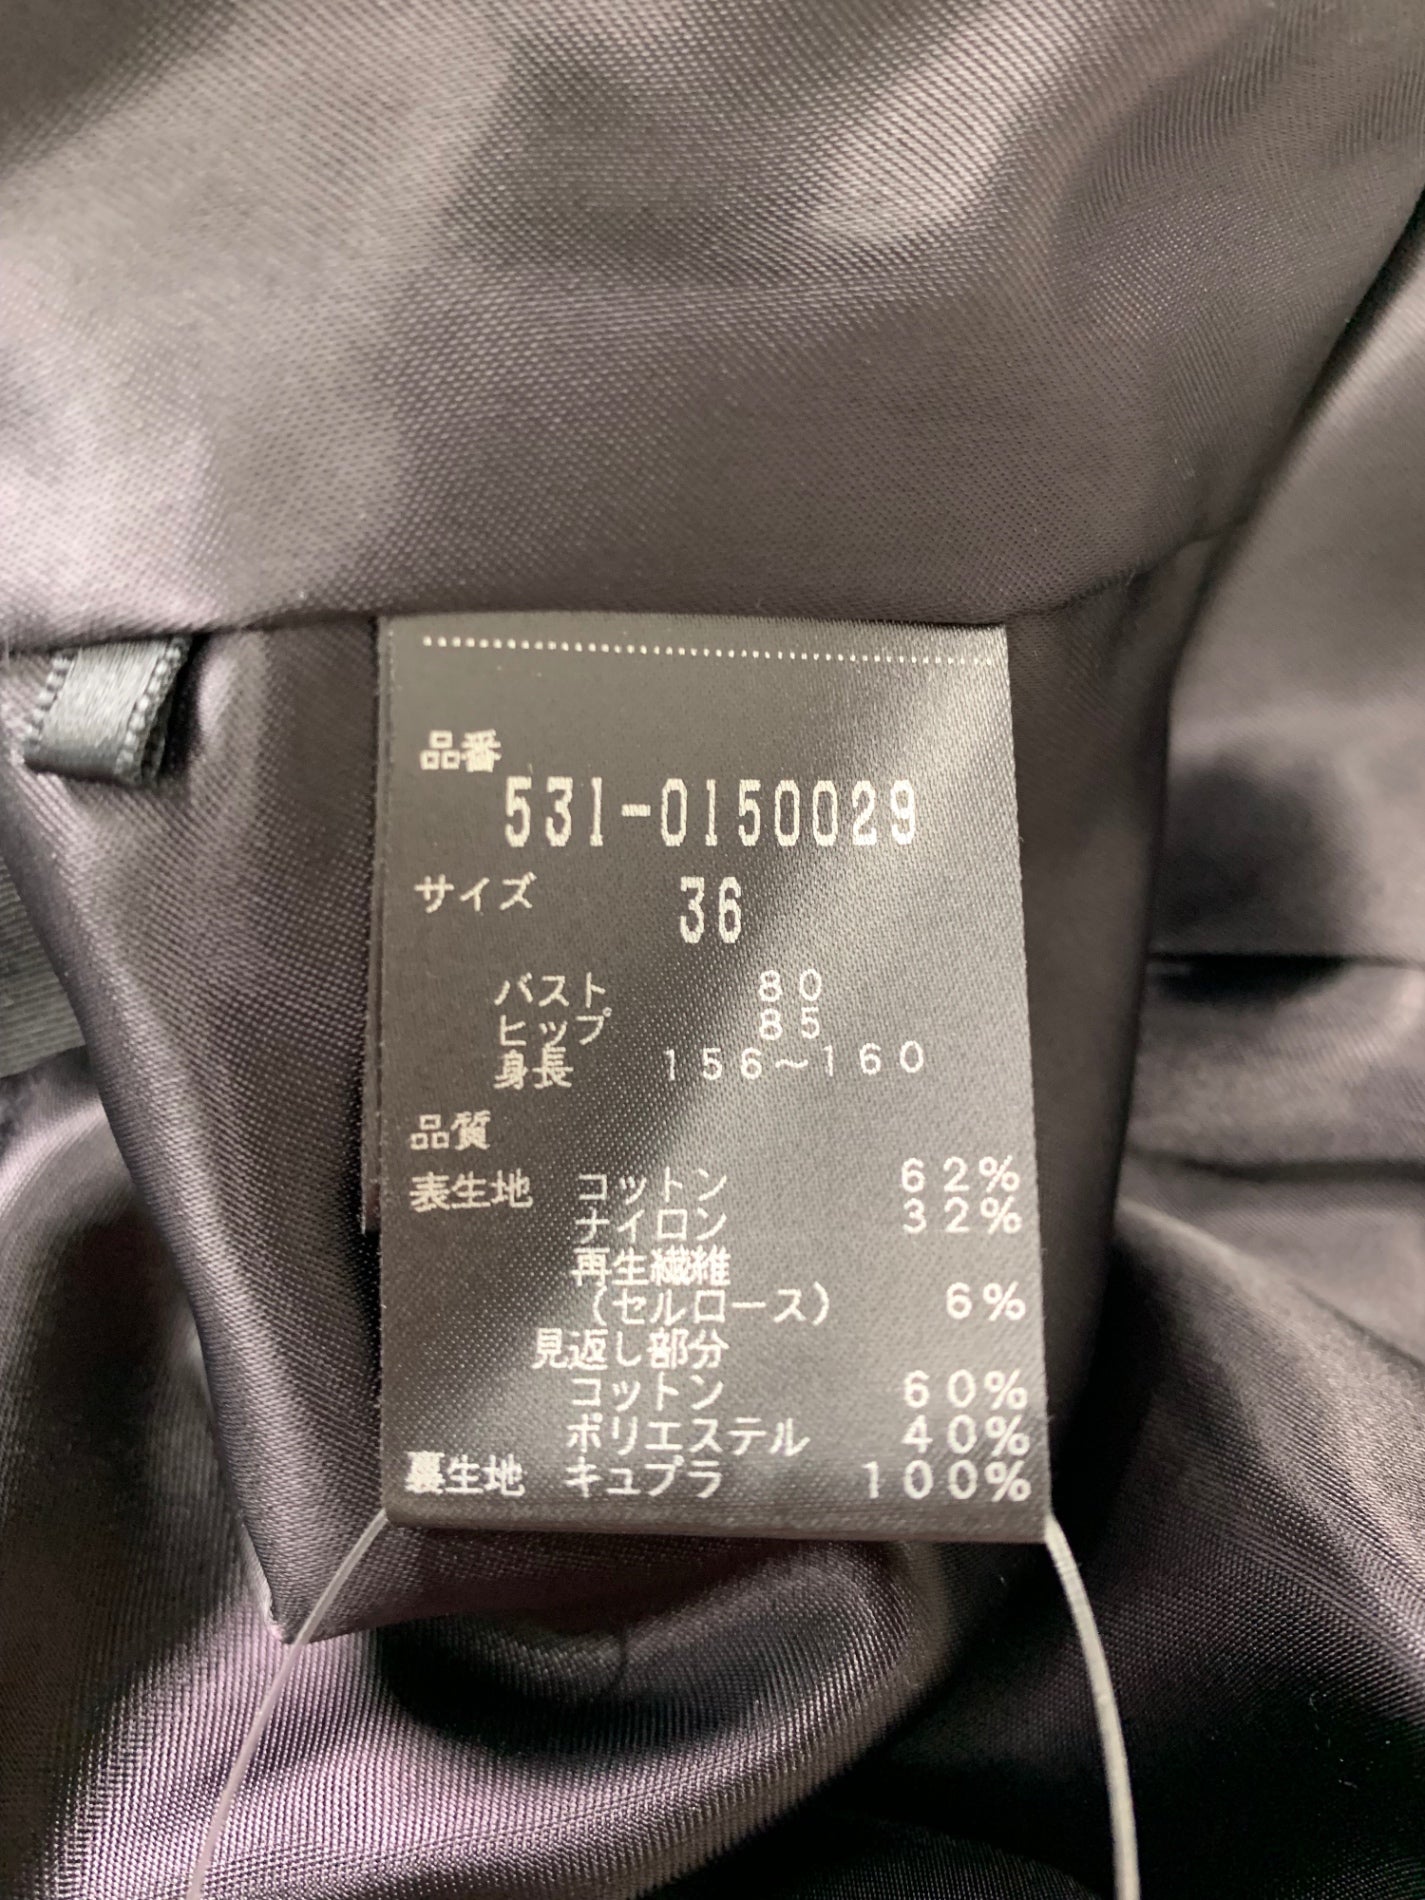 品番
531-0150029
サイズ 36
バスト 80
ヒップ 85
身長 156～160
品質
表生地 コットン 62%
ナイロン 32%
再生繊維
(セルロース) 6%
見返し部分
コットン 60%
ポリエステル 40%
裏生地 キュプラ 100%